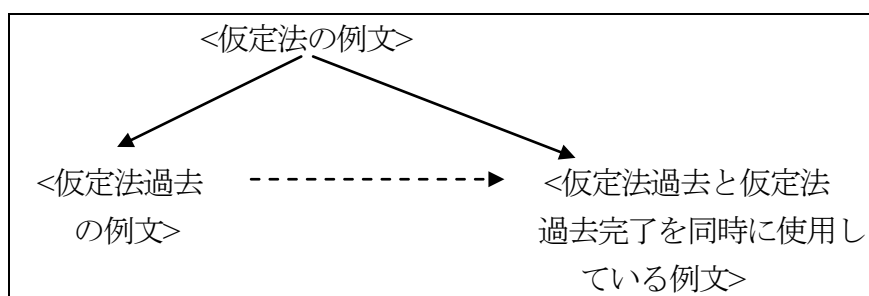 <仮定法の例文>
<仮定法過去
の例文>
<仮定法過去と仮定法
過去完了を同時に使用し
ている例文>